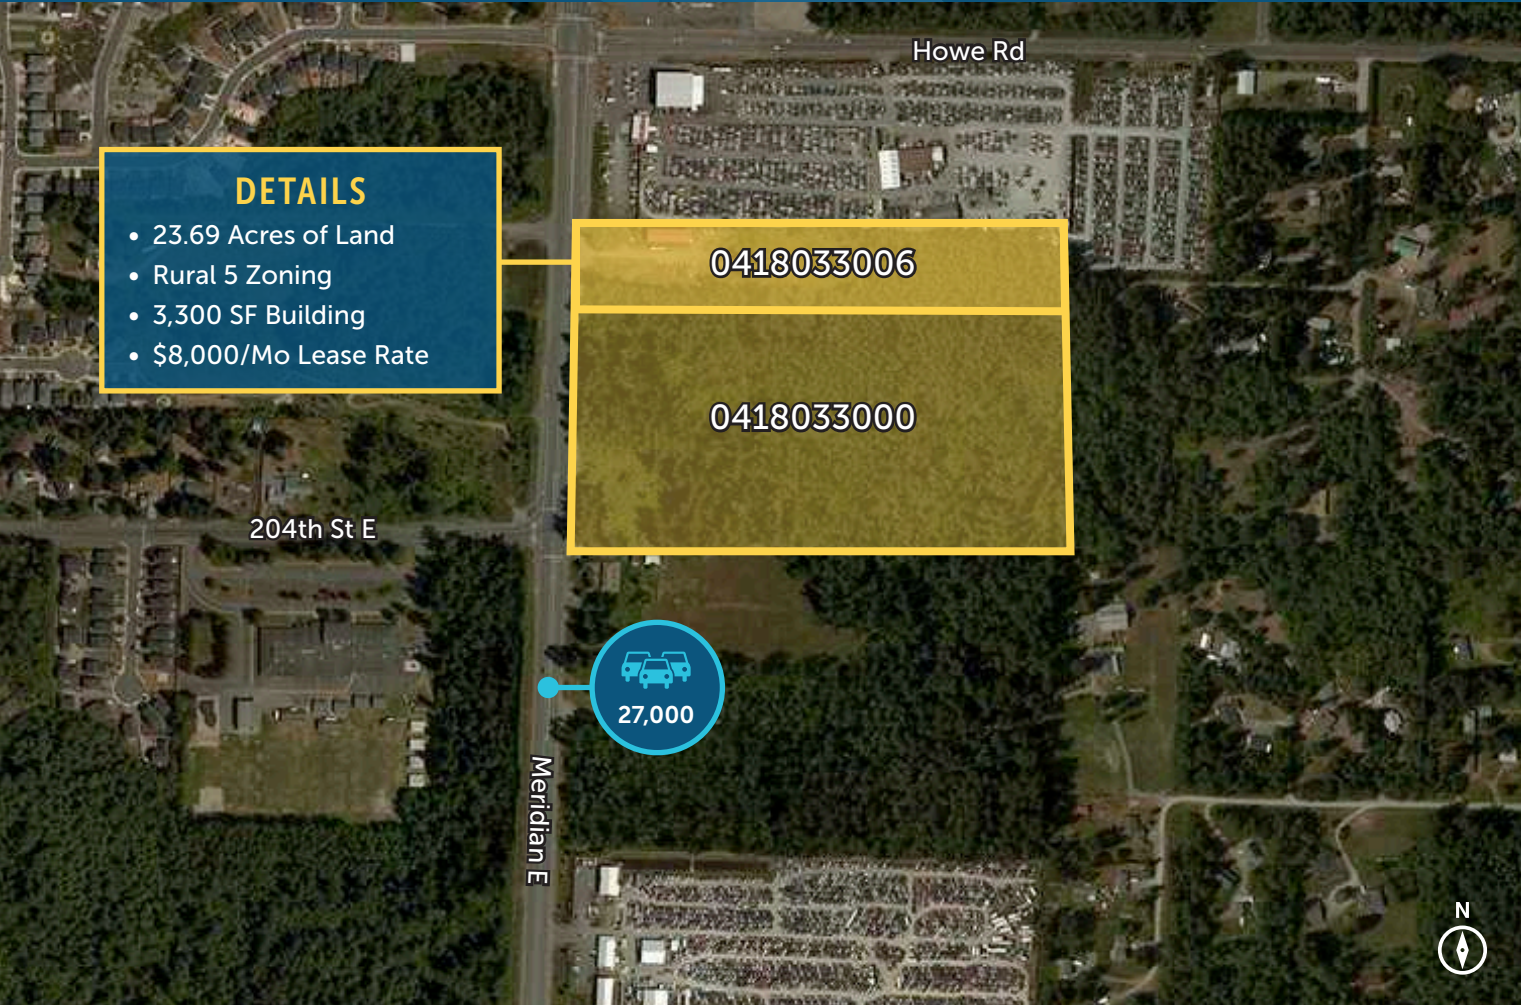 Howe Rd
DETAILS
• 23.69 Acres of Land
• Rural 5 Zoning
• 3,300 SF Building
• $8,000/Mo Lease Rate
0418033006
0418033000
204th St E
27,000
Meridian E
N